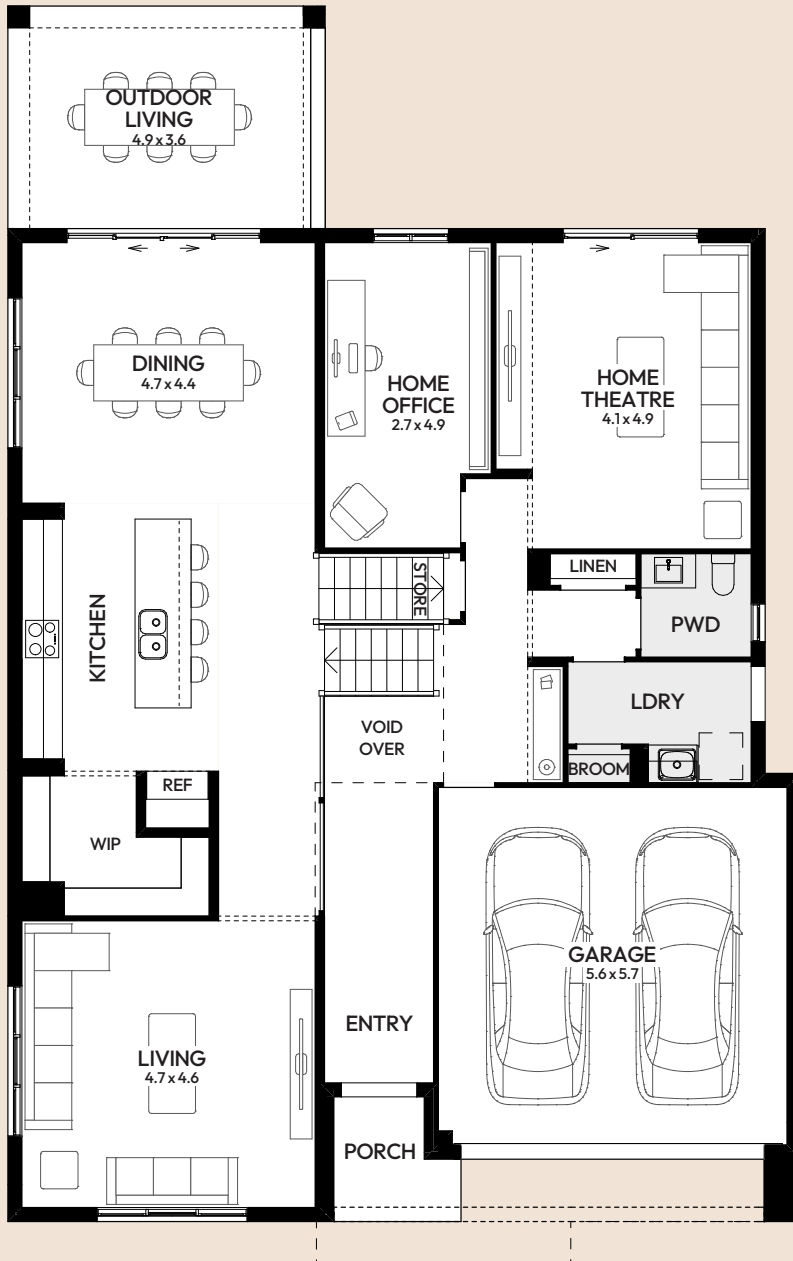 OUTDOOR
LIVING
4.9 x 3.6
DINING
4.7 x 4.4
HOME
OFFICE
2.7 x 4.9
HOME
THEATRE
4.1 x 4.9
KITCHEN
STORE
LINEN
PWD
LDRY
BROOM
VOID
OVER
REF
WIP
GARAGE
5.6 x 5.7
ENTRY
LIVING
4.7 x 4.6
PORCH